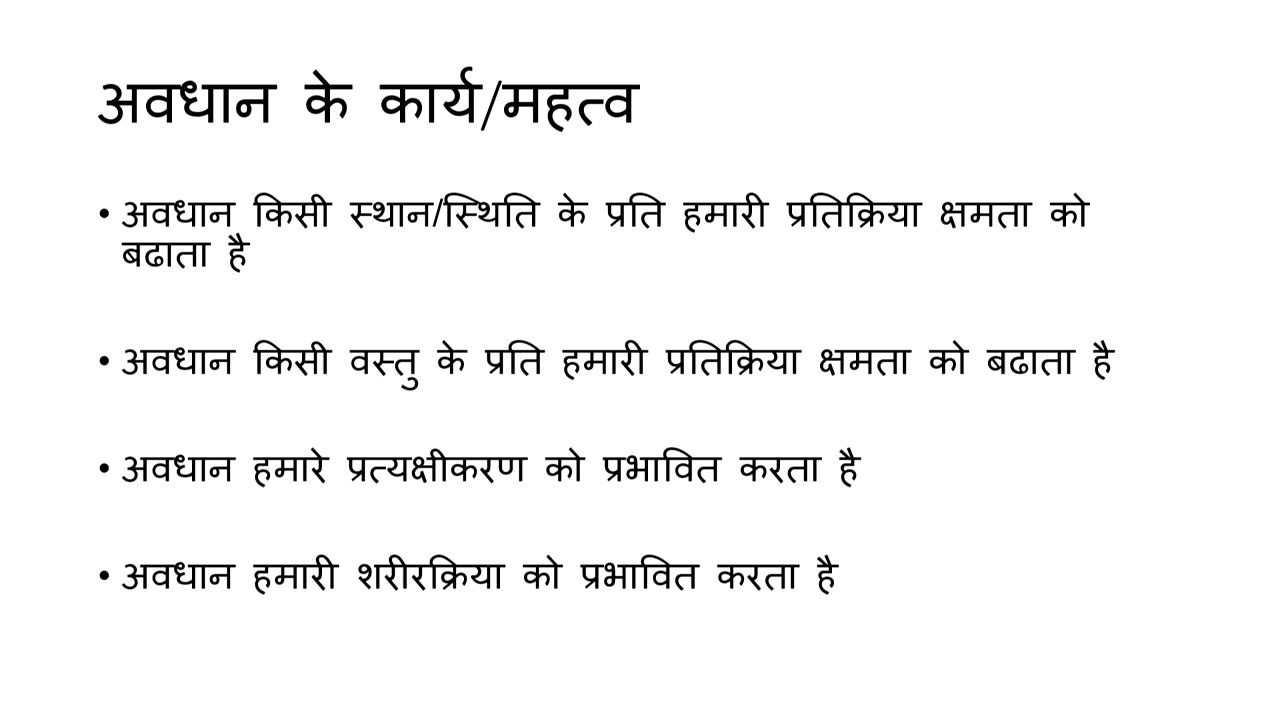 अवधान के कार्य/महत्व
• अवधान किसी स्थान/स्थिति के प्रति हमारी प्रतिक्रिया क्षमता को
बढाता है
• अवधान किसी वस्तु के प्रति हमारी प्रतिक्रिया क्षमता को बढाता है
• अवधान हमारे प्रत्यक्षीकरण को प्रभावित करता है
• अवधान हमारी शरीरक्रिया को प्रभावित करता है